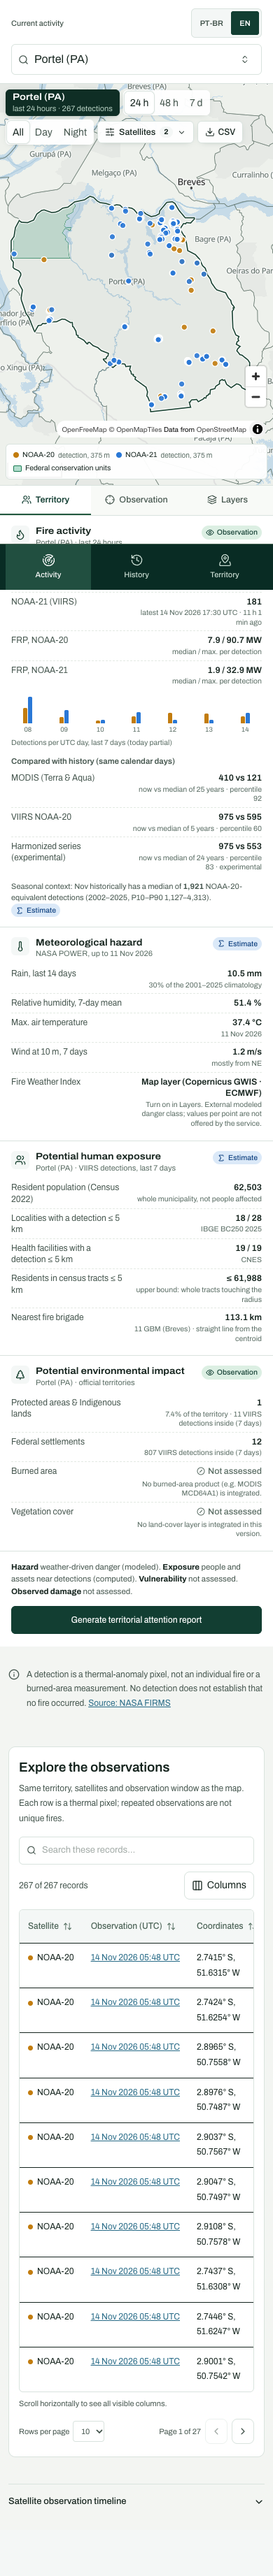 Current activity
PT-BR
EN
Portel (PA)
Breves (PA)
Portel (PA)
last 24 hours · 267 detections
24 h
48 h
7 d
All
Day
Night
Satellites
2
CSV
Gurupá (PA)
Melgaço (PA)
Curralinho (
Breves
Bagre (PA)
Oeiras do Par
Portel
ador José
rfírio (PA)
o Xingu (PA)
OpenFreeMap © OpenMapTiles Data from OpenStreetMap
Pacajá (PA)
NOAA-20 detection, 375 m
NOAA-21 detection, 375 m
Federal conservation units
Territory
Observation
Layers
Fire activity
Observation
Portel (PA) · last 24 hours
Activity
History
Territory
NOAA-21 (VIIRS)
181
latest 14 Nov 2026 17:30 UTC · 11 h 1
min ago
FRP, NOAA-20
7.9 / 90.7 MW
median / max. per detection
FRP, NOAA-21
1.9 / 32.9 MW
median / max. per detection
08
09
10
11
12
13
14
Detections per UTC day, last 7 days (today partial)
Compared with history (same calendar days)
MODIS (Terra & Aqua)
410 vs 121
now vs median of 25 years · percentile
92
VIIRS NOAA-20
975 vs 595
now vs median of 5 years · percentile 60
Harmonized series
(experimental)
975 vs 553
now vs median of 24 years · percentile
83 · experimental
Seasonal context: Nov historically has a median of 1,921 NOAA-20-
equivalent detections (2002–2025, P10–P90 1,127–4,313).
Estimate
Meteorological hazard
Estimate
NASA POWER, up to 11 Nov 2026
Rain, last 14 days
10.5 mm
30% of the 2001–2025 climatology
Relative humidity, 7-day mean
51.4 %
Max. air temperature
37.4 °C
11 Nov 2026
Wind at 10 m, 7 days
1.2 m/s
mostly from NE
Fire Weather Index
Map layer (Copernicus GWIS ·
ECMWF)
Turn on in Layers. External modeled
danger class; values per point are not
offered by the service.
Potential human exposure
Estimate
Portel (PA) · VIIRS detections, last 7 days
Resident population (Census
2022)
62,503
whole municipality, not people affected
Localities with a detection ≤ 5
km
18 / 28
IBGE BC250 2025
Health facilities with a
detection ≤ 5 km
19 / 19
CNES
Residents in census tracts ≤ 5
km
≤ 61,988
upper bound: whole tracts touching the
radius
Nearest fire brigade
113.1 km
11 GBM (Breves) · straight line from the
centroid
Potential environmental impact
Observation
Portel (PA) · official territories
Protected areas & Indigenous
lands
1
7.4% of the territory · 11 VIIRS
detections inside (7 days)
Federal settlements
12
807 VIIRS detections inside (7 days)
Burned area
Not assessed
No burned-area product (e.g. MODIS
MCD64A1) is integrated.
Vegetation cover
Not assessed
No land-cover layer is integrated in this
version.
Hazard weather-driven danger (modeled). Exposure people and
assets near detections (computed). Vulnerability not assessed.
Observed damage not assessed.
Generate territorial attention report
A detection is a thermal-anomaly pixel, not an individual fire or a
burned-area measurement. No detection does not establish that
no fire occurred. Source: NASA FIRMS
Explore the observations
Same territory, satellites and observation window as the map.
Each row is a thermal pixel; repeated observations are not
unique fires.
Search these records...
267 of 267 records
Columns
Satellite
Observation (UTC)
Coordinates
NOAA-20
14 Nov 2026 05:48 UTC
2.7415° S,
51.6315° W
NOAA-20
14 Nov 2026 05:48 UTC
2.7424° S,
51.6254° W
NOAA-20
14 Nov 2026 05:48 UTC
2.8965° S,
50.7558° W
NOAA-20
14 Nov 2026 05:48 UTC
2.8976° S,
50.7487° W
NOAA-20
14 Nov 2026 05:48 UTC
2.9037° S,
50.7567° W
NOAA-20
14 Nov 2026 05:48 UTC
2.9047° S,
50.7497° W
NOAA-20
14 Nov 2026 05:48 UTC
2.9108° S,
50.7578° W
NOAA-20
14 Nov 2026 05:48 UTC
2.7437° S,
51.6308° W
NOAA-20
14 Nov 2026 05:48 UTC
2.7446° S,
51.6247° W
NOAA-20
14 Nov 2026 05:48 UTC
2.9001° S,
50.7542° W
Scroll horizontally to see all visible columns.
Rows per page
10
Page 1 of 27
Satellite observation timeline